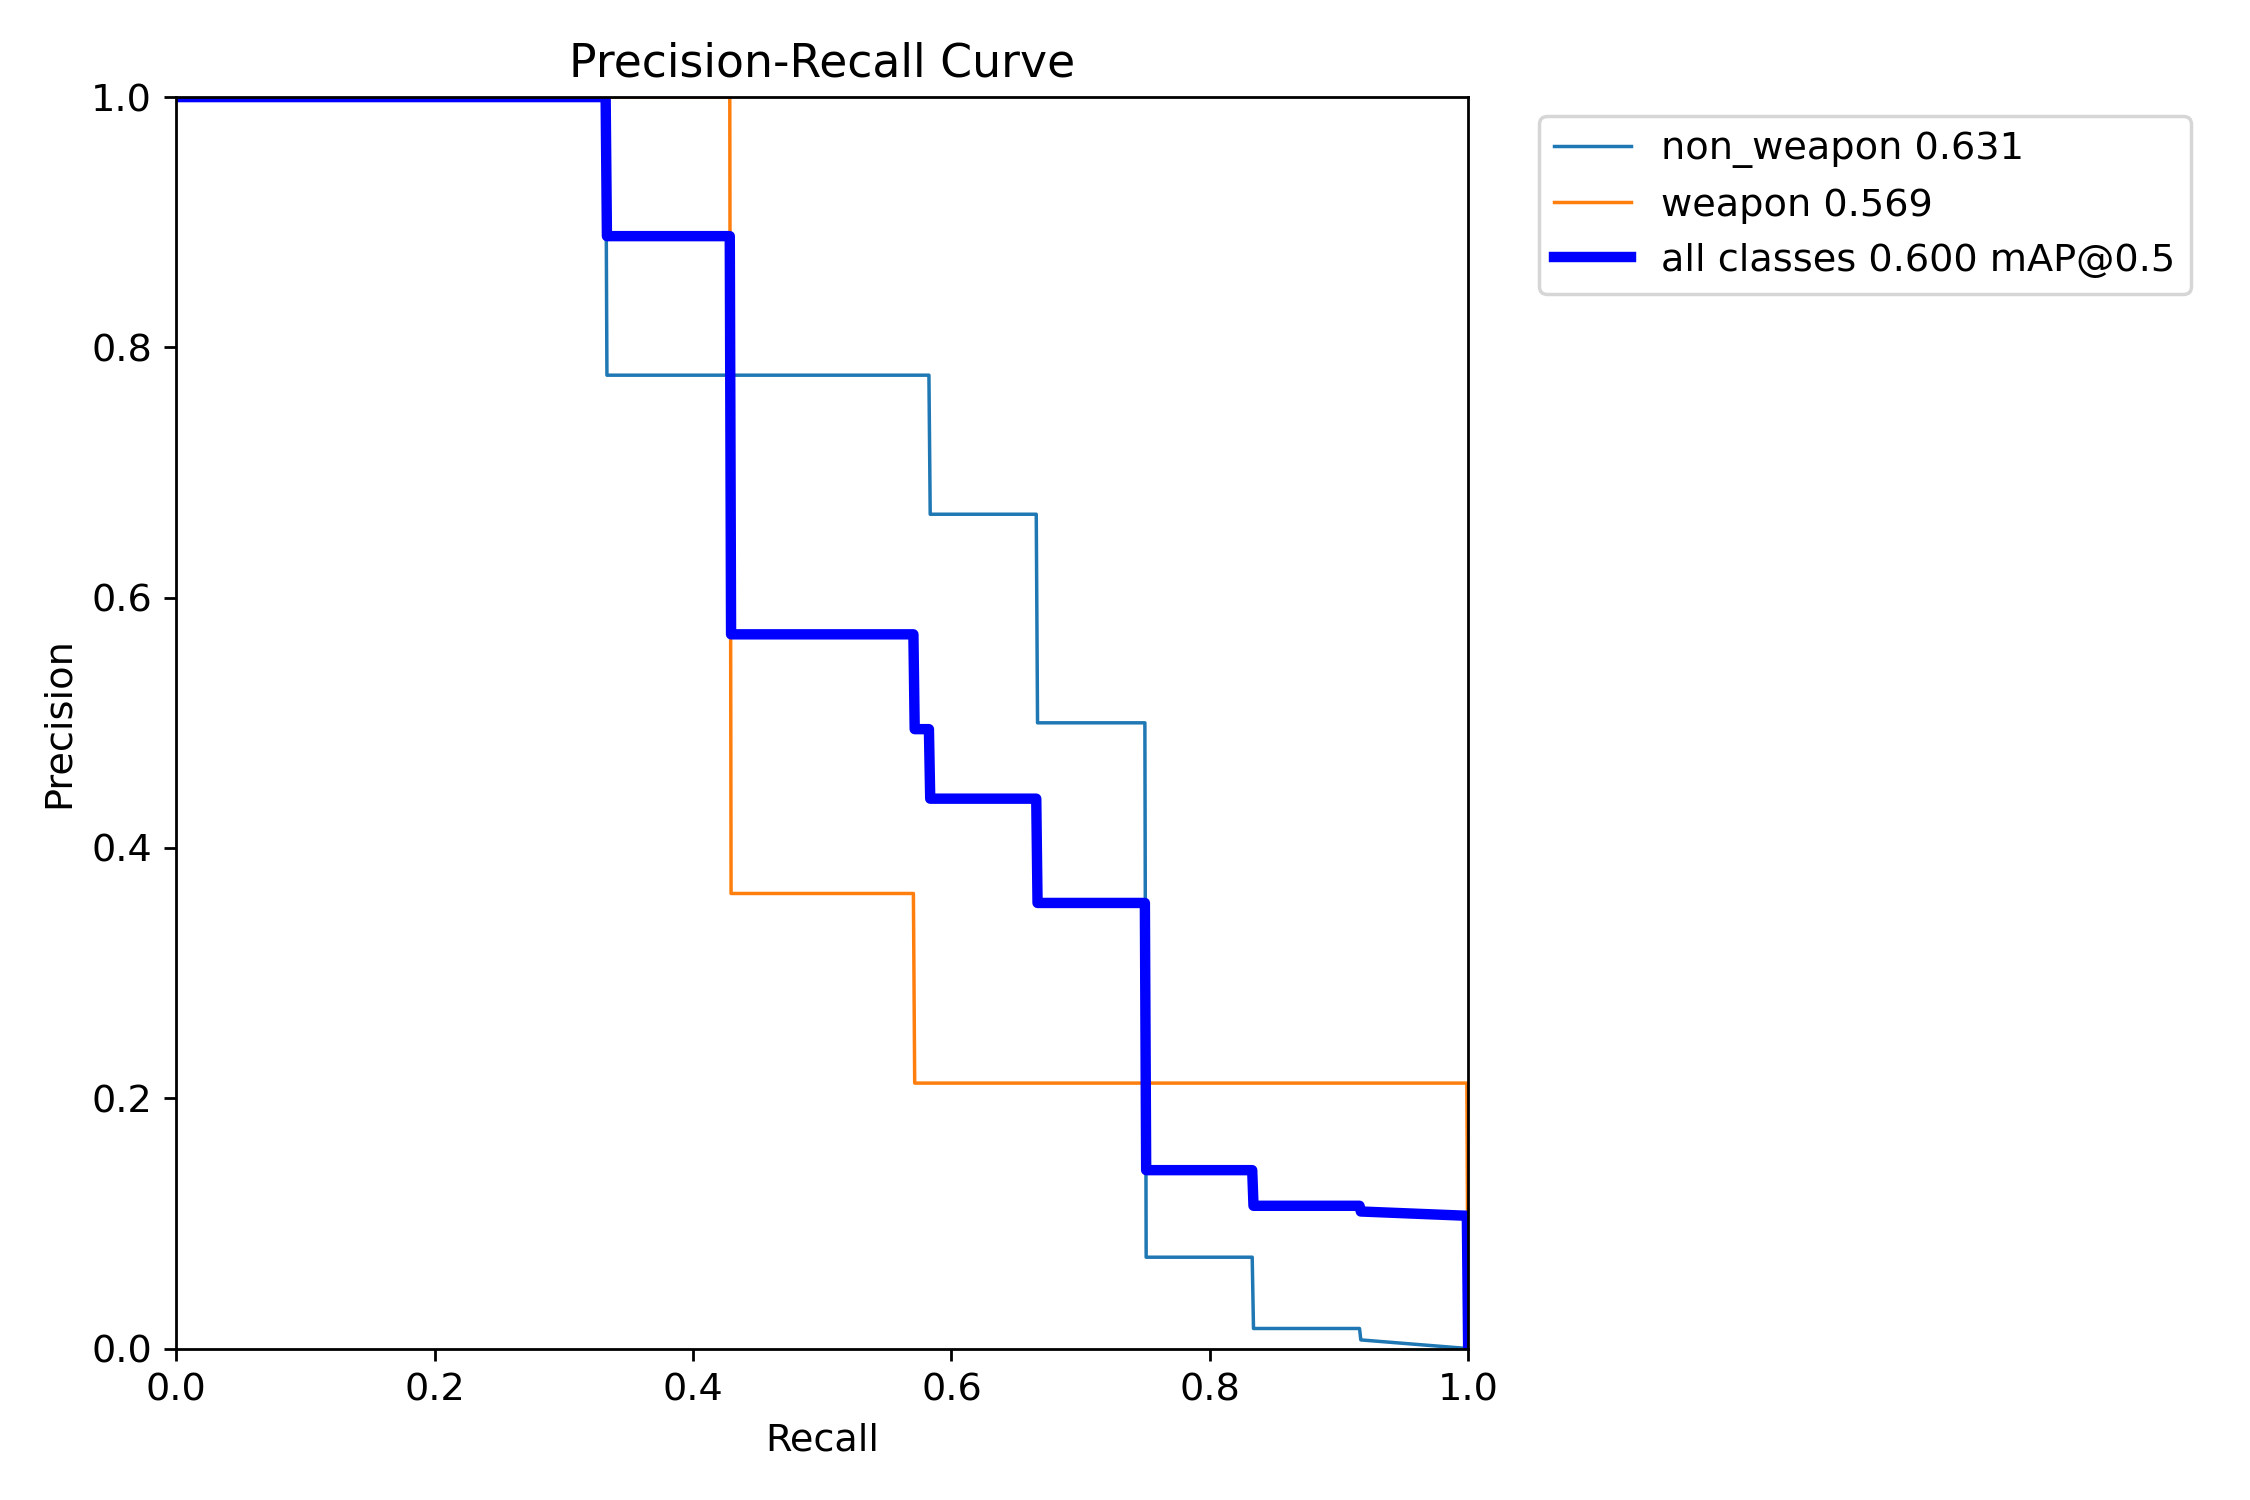 Precision-Recall Curve
1.0
0.8
0.6
0.4
0.2
0.0
Precision
0.0 0.2 0.4 0.6 0.8 1.0
Recall
non_weapon 0.631
weapon 0.569
all classes 0.600 mAP@0.5